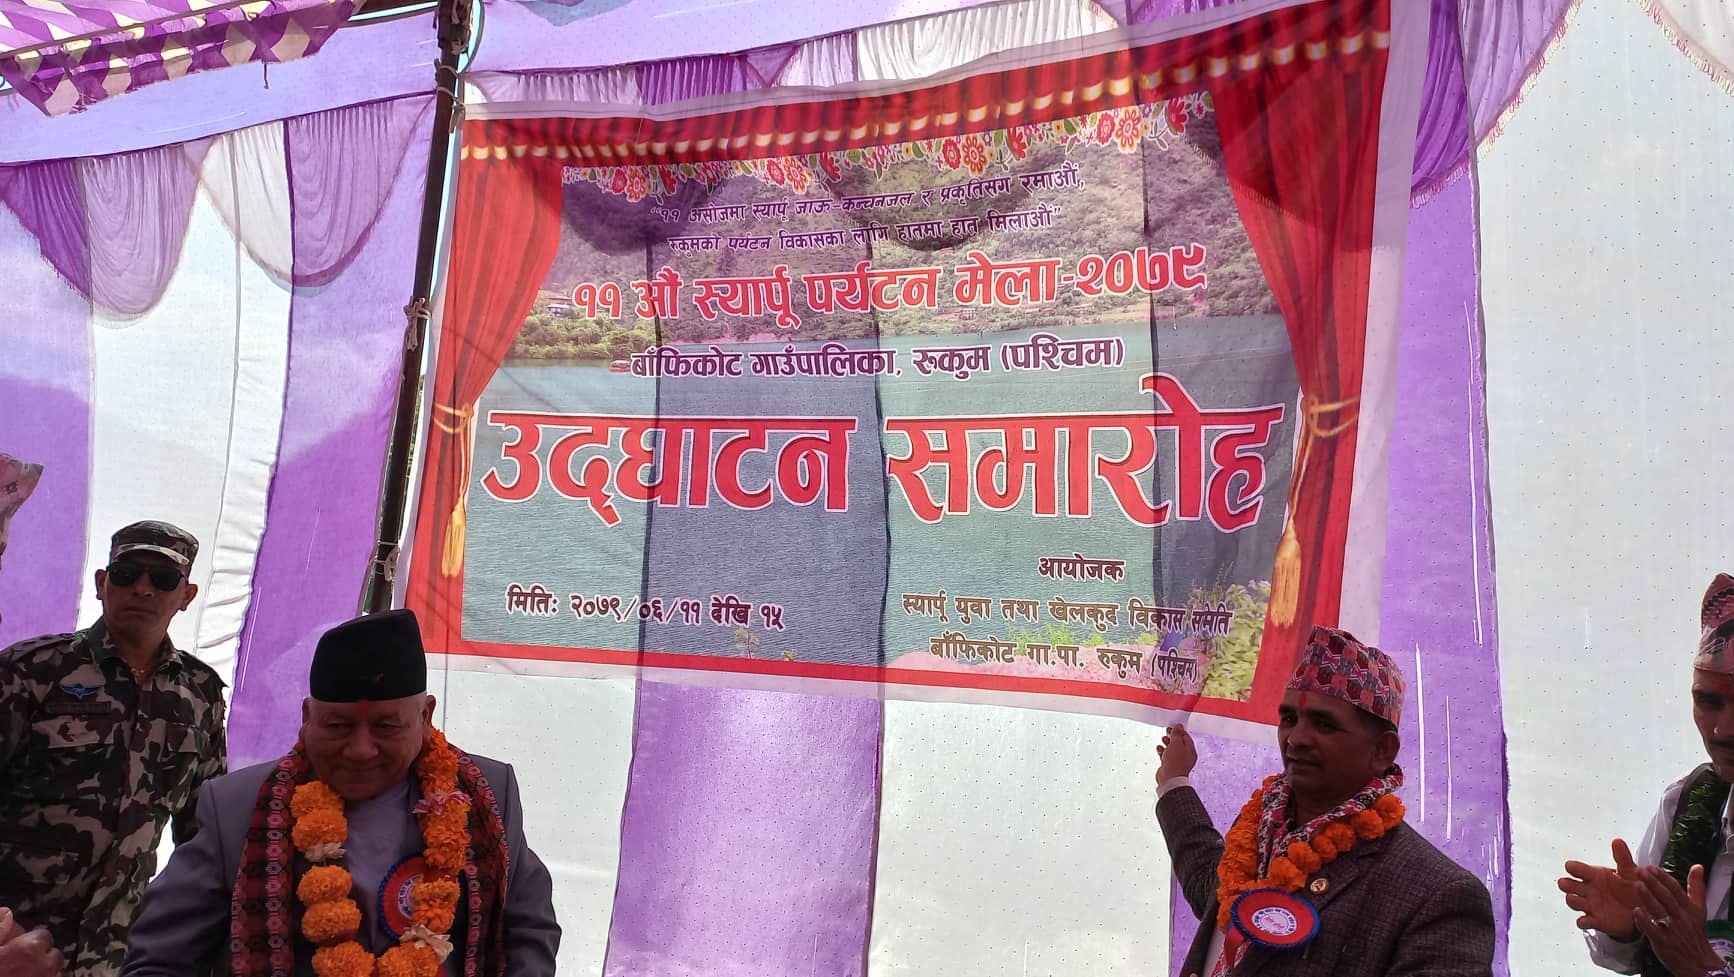 “११ असोजमा स्यार्पू जाऊ-कन्चनजल र प्रकृतिसंग रमाऔं,
रुकुमको पर्यटन विकासका लागि हातमा हात मिलाऔं”
११ औं स्यार्पू पर्यटन मेला-२०७९
बाँफिकोट गाउँपालिका, रुकुम (पश्चिम)
उद्घाटन समारोह
मिति: २०७९/०६/११ देखि १५
आयोजक
स्यार्पू युवा तथा खेलकुद विकास समिति
बाँफिकोट गा.पा. रुकुम (पश्चिम)